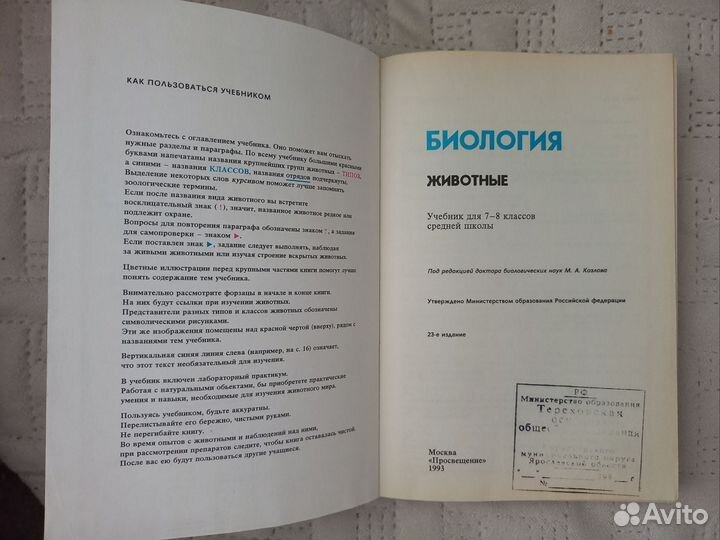 КАК ПОЛЬЗОВАТЬСЯ УЧЕБНИКОМ
Ознакомьтесь с оглавлением учебника. Оно поможет вам отыскать
нужные разделы и параграфы. По всему учебнику большими красными
буквами напечатаны названия крупнейших групп животных – ТИПОВ,
а синими – названия КЛАССОВ, названия отрядов подчеркнуты.
Выделение некоторых слов курсивом поможет лучше запомнить
зоологические термины.
Если после названия вида животного вы встретите
восклицательный знак (!), значит, названное животное редкое или
подлежит охране.
Вопросы для повторения параграфа обозначены знаком ?, а задания
для самопроверки – знаком ▶.
Если поставлен знак ▶, задание следует выполнять, наблюдая
за живыми животными или изучая строение вскрытых животных.
Цветные иллюстрации перед крупными частями книги помогут лучше
понять содержание тем учебника.
Внимательно рассмотрите форзацы в начале и конце книги.
На них будут ссылки при изучении животных.
Представители разных типов и классов животных обозначены
символическими рисунками.
Эти же изображения помещены над красной чертой (вверху), рядом с
названиями тем учебника.
Вертикальная синяя линия слева (например, на с. 16) означает,
что этот текст необязательный для изучения.
В учебник включен лабораторный практикум.
Работая с натуральными объектами, вы приобретете практические
умения и навыки, необходимые для изучения животного мира.
Пользуясь учебником, будьте аккуратны.
Перелистывайте его бережно, чистыми руками.
Не перегибайте книгу.
Во время опытов с животными и наблюдений над ними,
при рассмотрении препаратов следите, чтобы книга оставалась чистой.
После вас ею будут пользоваться другие учащиеся.
БИОЛОГИЯ
ЖИВОТНЫЕ
Учебник для 7–8 классов
средней школы
Под редакцией доктора биологических наук М. А. Козлова
Утверждено Министерством образования Российской федерации
23-е издание
Москва
«Просвещение»
1993
РФ
Министерство образования
Тереховская
муниципального округа
Ярославской области
№
Avito